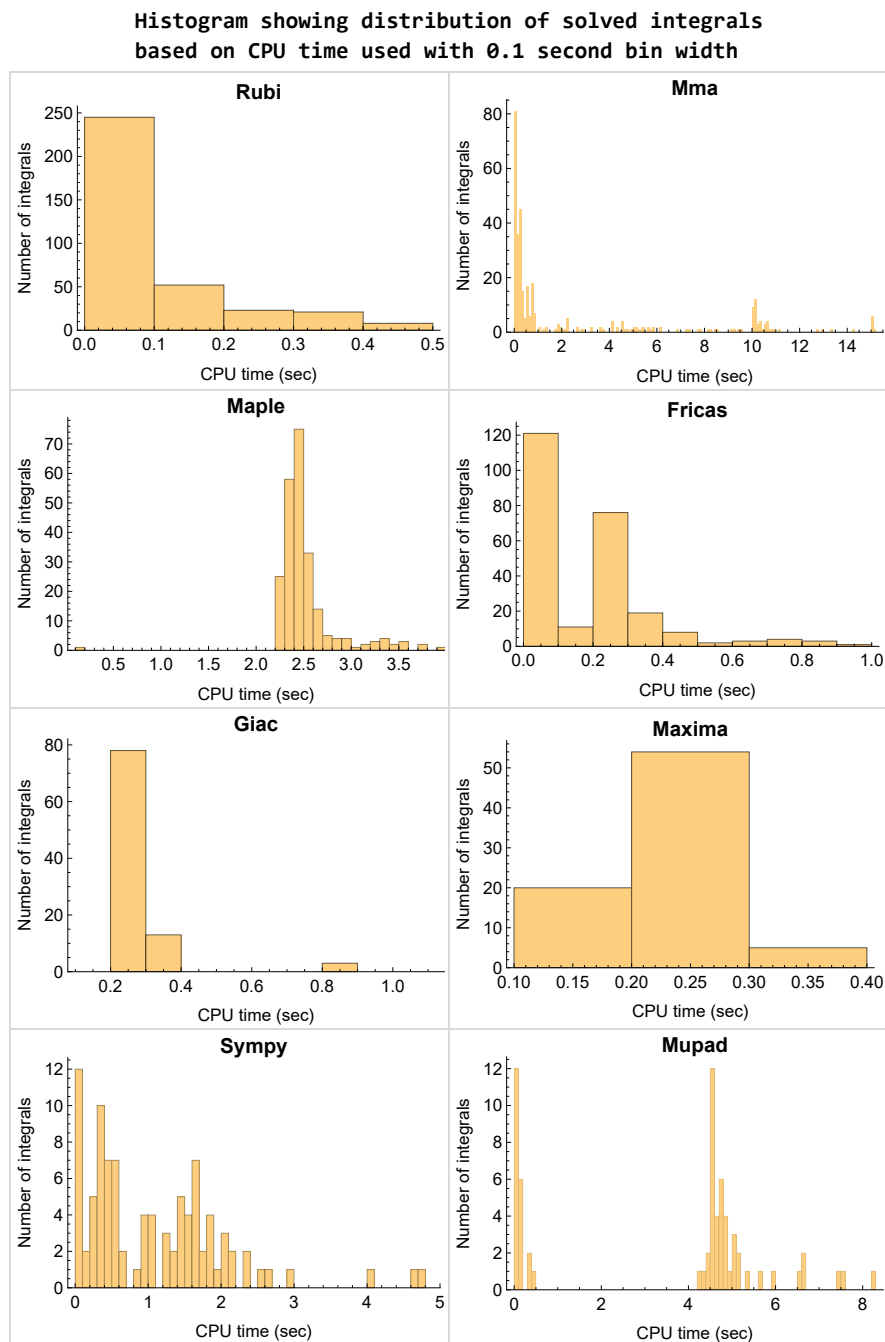 Histogram showing distribution of solved integrals
based on CPU time used with 0.1 second bin width
Rubi
Number of integrals
250
200
150
100
50
0
0.0 0.1 0.2 0.3 0.4 0.5
CPU time (sec)
Mma
Number of integrals
80
60
40
20
0
0 2 4 6 8 10 12 14
CPU time (sec)
Maple
Number of integrals
70
60
50
40
30
20
10
0
0.5 1.0 1.5 2.0 2.5 3.0 3.5
CPU time (sec)
Fricas
Number of integrals
120
100
80
60
40
20
0
0.0 0.2 0.4 0.6 0.8 1.0
CPU time (sec)
Giac
Number of integrals
80
60
40
20
0
0.2 0.4 0.6 0.8 1.0
CPU time (sec)
Maxima
Number of integrals
50
40
30
20
10
0
0.10 0.15 0.20 0.25 0.30 0.35 0.40
CPU time (sec)
Sympy
Number of integrals
12
10
8
6
4
2
0
0 1 2 3 4 5
CPU time (sec)
Mupad
Number of integrals
12
10
8
6
4
2
0
0 2 4 6 8
CPU time (sec)